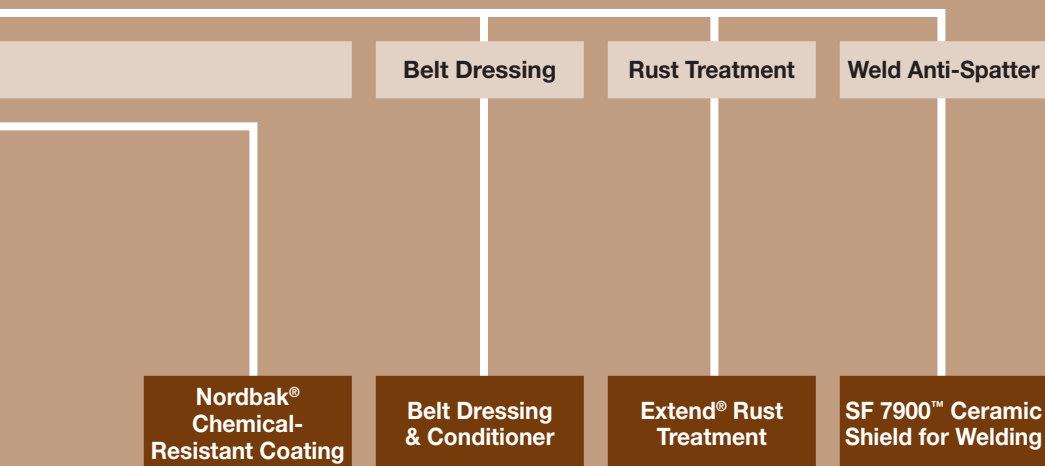 Belt Dressing
Rust Treatment
Weld Anti-Spatter
Nordbak®
Chemical-
Resistant Coating
Belt Dressing
& Conditioner
Extend® Rust
Treatment
SF 7900™ Ceramic
Shield for Welding